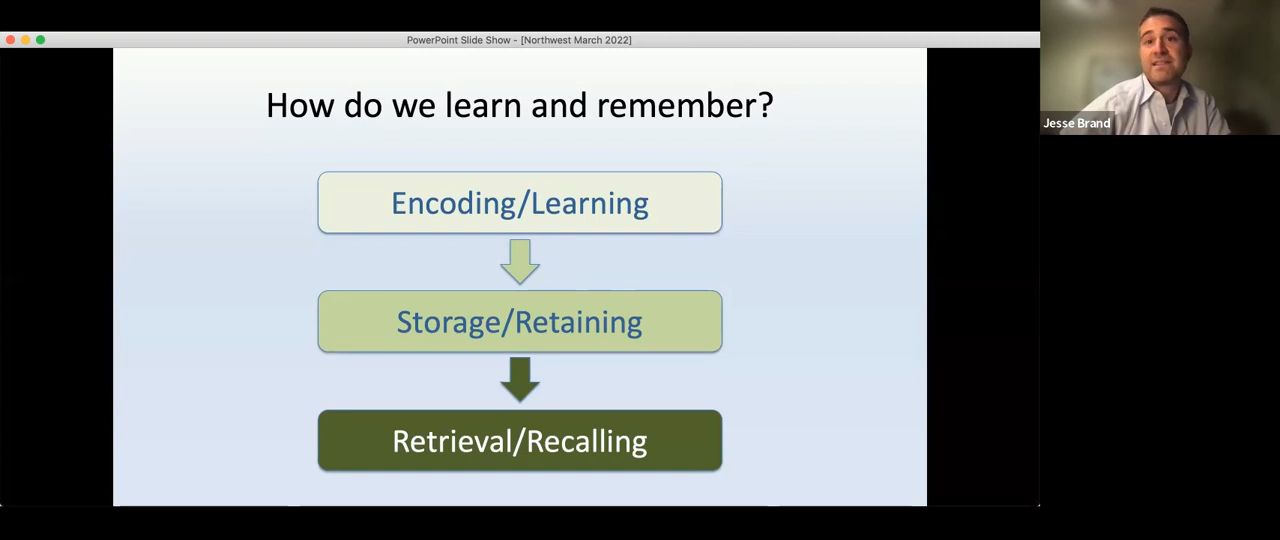 PowerPoint Slide Show - [Northwest March 2022]
How do we learn and remember?
Encoding/Learning
Storage/Retaining
Retrieval/Recalling
Jesse Brand